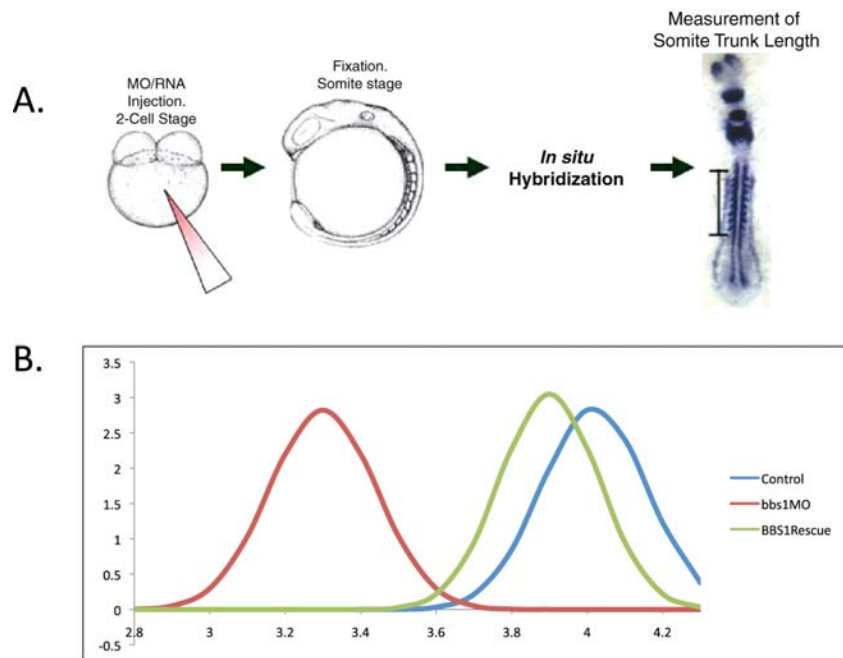 A.
MO/RNA
Injection.
2-Cell Stage
Fixation.
Somite stage
In situ
Hybridization
Measurement of
Somite Trunk Length
B.
3.5
3
2.5
2
1.5
1
0.5
0
-0.5
2.8
3
3.2
3.4
3.6
3.8
4
4.2
Control
bbs1MO
BBS1Rescue